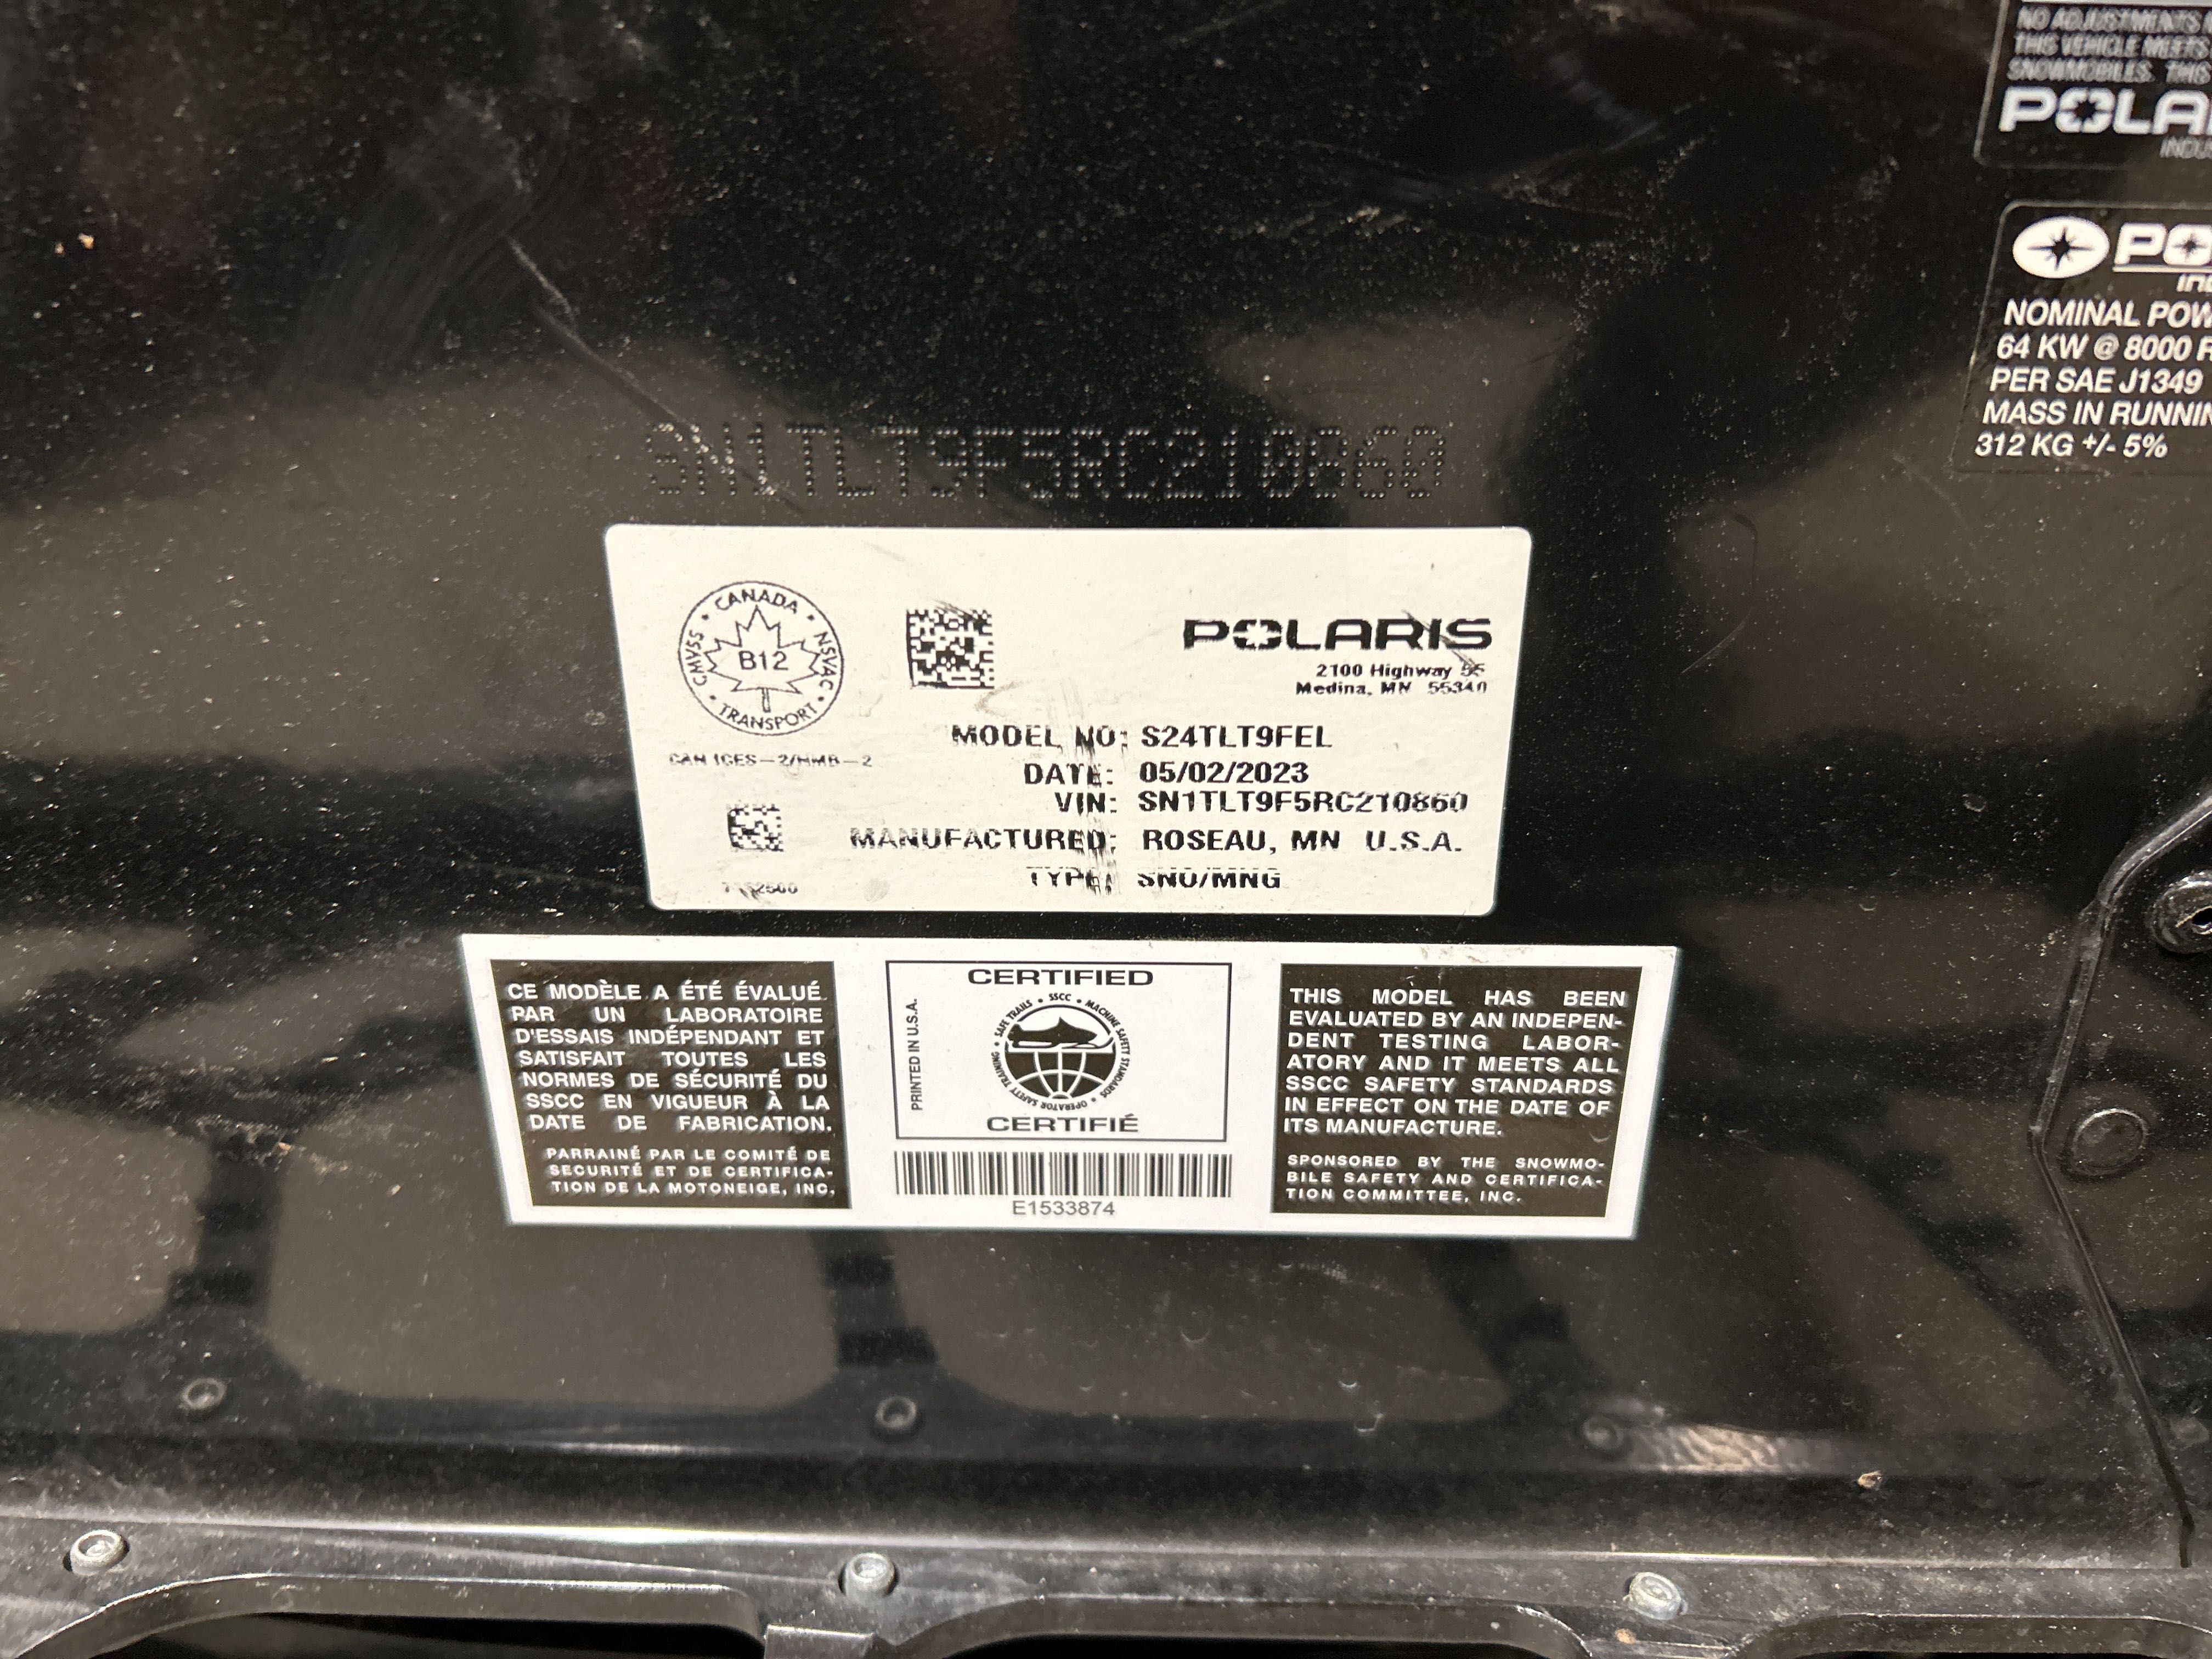 NO ADJUSTMENTS
THIS VEHICLE MEETS
SNOWMOBILES. THIS
POLARIS
NOMINAL POW
64 KW @ 8000 R
PER SAE J1349
MASS IN RUNNIN
312 KG +/- 5%
SN1TLT9F5RC210860
CANADA
CMVSS
B12
NSVAC
TRANSPORT
CAN ICES-2/NMB-2
POLARIS
2100 Highway 55
Medina, MN 55340
MODEL NO: S24TLT9FEL
DATE: 05/02/2023
VIN: SN1TLT9F5RC210860
MANUFACTURED: ROSEAU, MN U.S.A.
TYPE: SNO/MNG
CE MODÈLE A ÉTÉ ÉVALUÉ
PAR UN LABORATOIRE
D'ESSAIS INDÉPENDANT ET
SATISFAIT TOUTES LES
NORMES DE SÉCURITÉ DU
SSCC EN VIGUEUR À LA
DATE DE FABRICATION.
PARRAINÉ PAR LE COMITÉ DE
SECURITÉ ET DE CERTIFICA-
TION DE LA MOTONEIGE, INC.
CERTIFIED
PRINTED IN U.S.A.
SAFE TRAILS • SSCC • MACHINE SAFETY STANDARDS • OPERATOR SAFETY TRAINING •
CERTIFIÉ
E1533874
THIS MODEL HAS BEEN
EVALUATED BY AN INDEPEN-
DENT TESTING LABOR-
ATORY AND IT MEETS ALL
SSCC SAFETY STANDARDS
IN EFFECT ON THE DATE OF
ITS MANUFACTURE.
SPONSORED BY THE SNOWMO-
BILE SAFETY AND CERTIFICA-
TION COMMITTEE, INC.